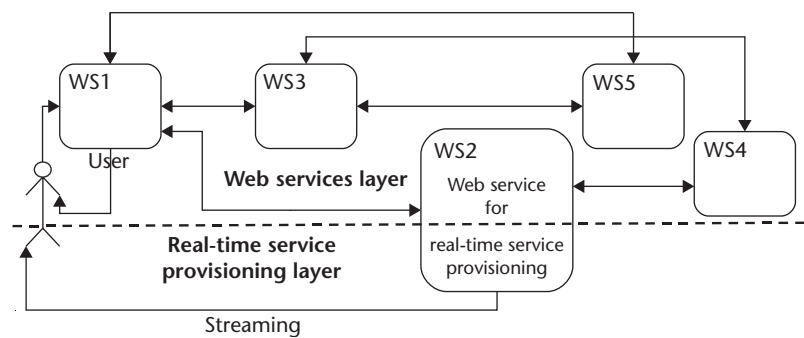 WS1
WS3
WS5
WS2
WS4
User
Web services layer
Web service
for
real-time service
provisioning
Real-time service
provisioning layer
Streaming